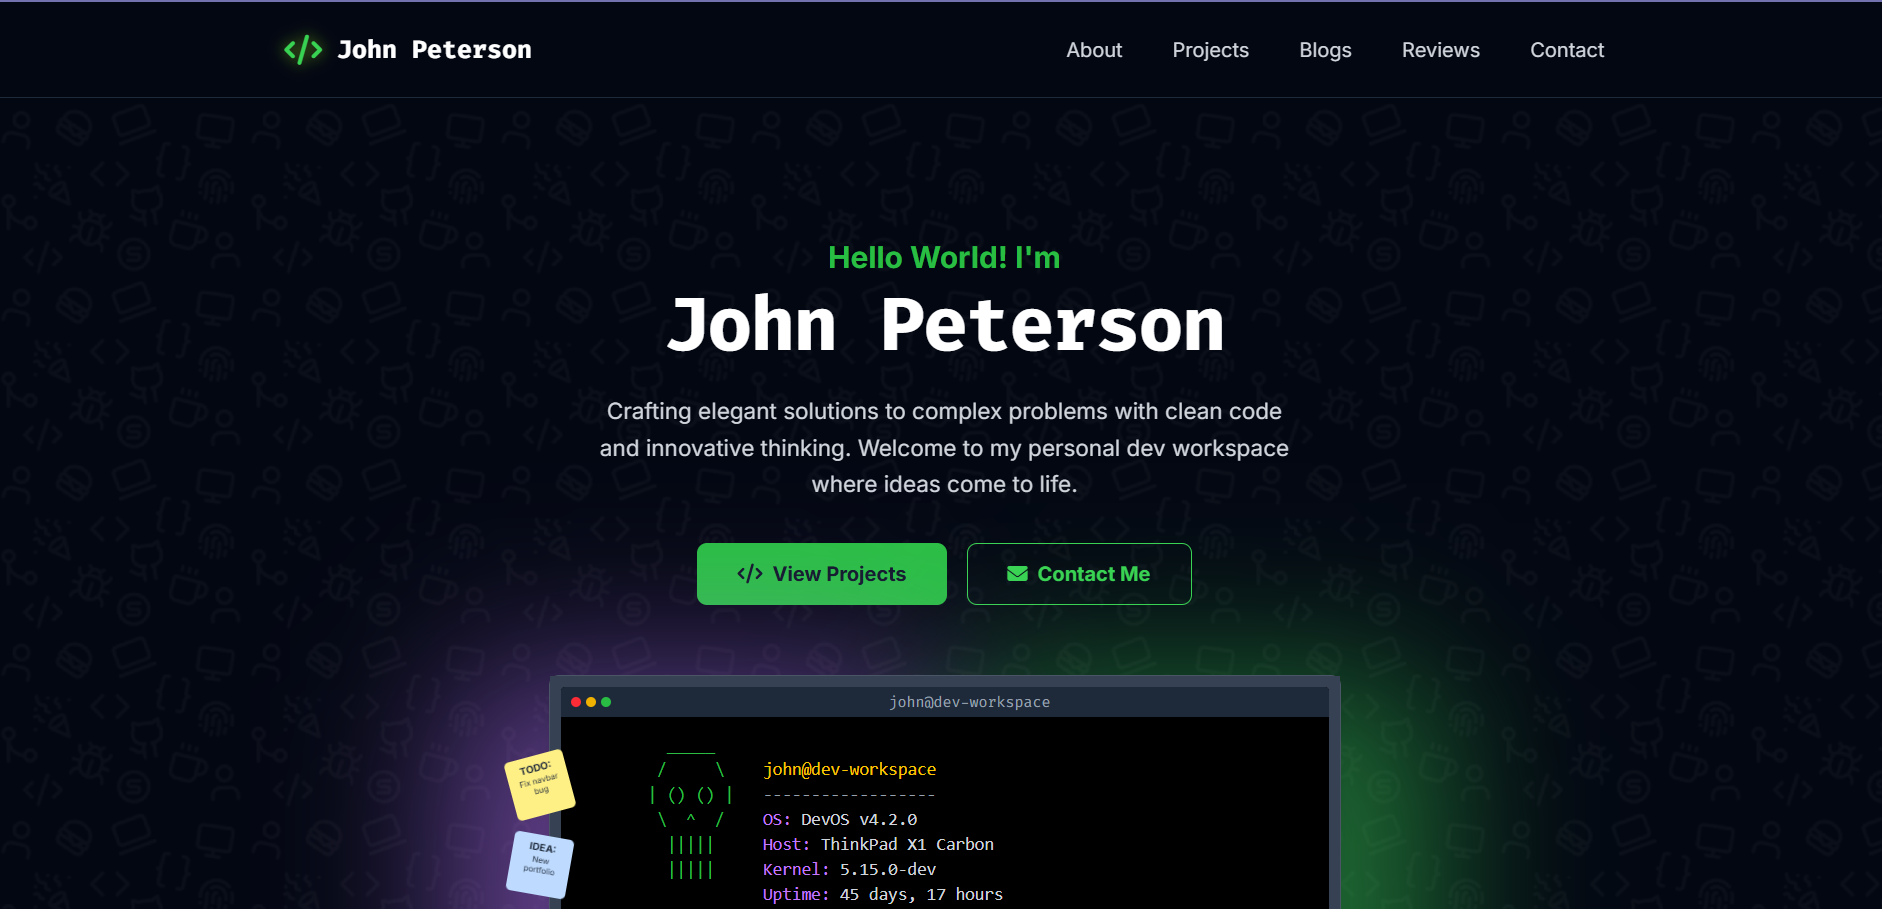 </> John Peterson
About Projects Blogs Reviews Contact
Hello World! I'm
John Peterson
Crafting elegant solutions to complex problems with clean code
and innovative thinking. Welcome to my personal dev workspace
where ideas come to life.
</> View Projects
Contact Me
john@dev-workspace
TODO:
Fix navbar
bug
IDEA:
New
portfolio
john@dev-workspace
------------------
OS: DevOS v4.2.0
Host: ThinkPad X1 Carbon
Kernel: 5.15.0-dev
Uptime: 45 days, 17 hours